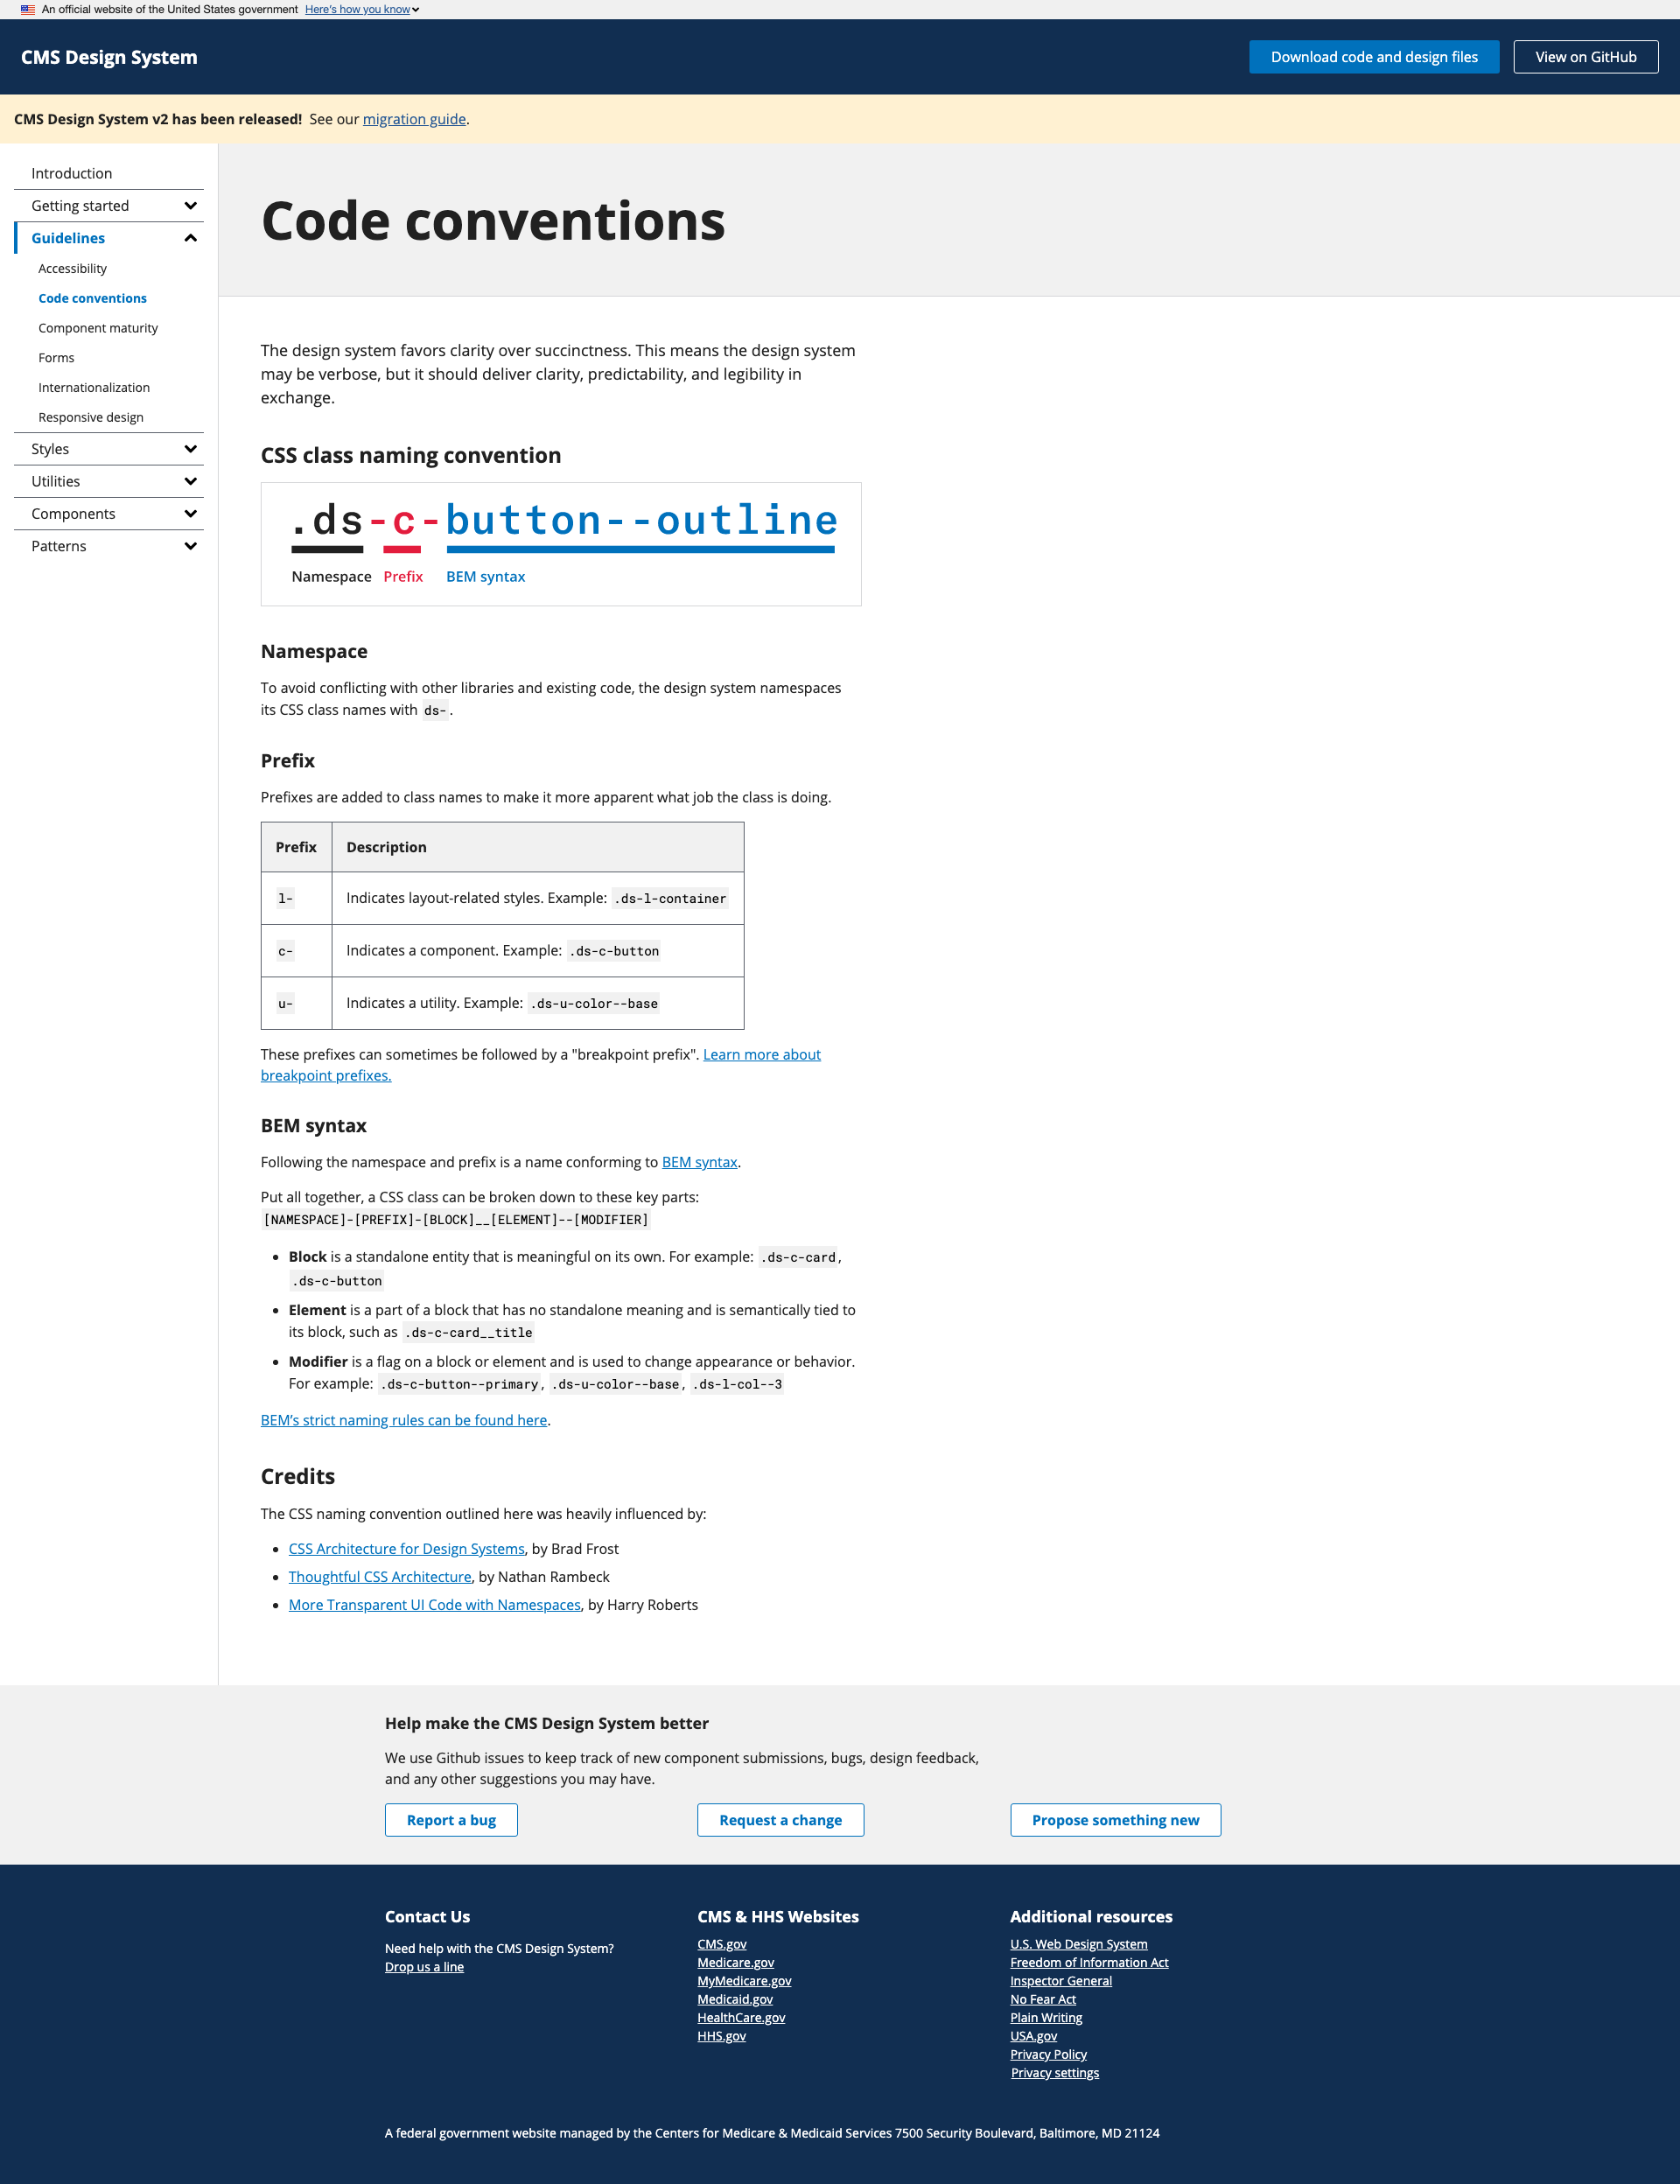 An official website of the United States government Here's how you know
CMS Design System
Download code and design files
View on GitHub
CMS Design System v2 has been released! See our migration guide.
Introduction
Getting started
Guidelines
Accessibility
Code conventions
Component maturity
Forms
Internationalization
Responsive design
Styles
Utilities
Components
Patterns
Code conventions
The design system favors clarity over succinctness. This means the design system
may be verbose, but it should deliver clarity, predictability, and legibility in
exchange.
CSS class naming convention
.ds-c-button--outline
Namespace Prefix BEM syntax
Namespace
To avoid conflicting with other libraries and existing code, the design system namespaces
its CSS class names with ds-.
Prefix
Prefixes are added to class names to make it more apparent what job the class is doing.
Prefix Description
l- Indicates layout-related styles. Example: .ds-l-container
c- Indicates a component. Example: .ds-c-button
u- Indicates a utility. Example: .ds-u-color--base
These prefixes can sometimes be followed by a "breakpoint prefix". Learn more about
breakpoint prefixes.
BEM syntax
Following the namespace and prefix is a name conforming to BEM syntax.
Put all together, a CSS class can be broken down to these key parts:
[NAMESPACE]-[PREFIX]-[BLOCK]__[ELEMENT]--[MODIFIER]
• Block is a standalone entity that is meaningful on its own. For example: .ds-c-card,
.ds-c-button
• Element is a part of a block that has no standalone meaning and is semantically tied to
its block, such as .ds-c-card__title
• Modifier is a flag on a block or element and is used to change appearance or behavior.
For example: .ds-c-button--primary, .ds-u-color--base, .ds-l-col--3
BEM’s strict naming rules can be found here.
Credits
The CSS naming convention outlined here was heavily influenced by:
• CSS Architecture for Design Systems, by Brad Frost
• Thoughtful CSS Architecture, by Nathan Rambeck
• More Transparent UI Code with Namespaces, by Harry Roberts
Help make the CMS Design System better
We use Github issues to keep track of new component submissions, bugs, design feedback,
and any other suggestions you may have.
Report a bug
Request a change
Propose something new
Contact Us
Need help with the CMS Design System?
Drop us a line
CMS & HHS Websites
CMS.gov
Medicare.gov
MyMedicare.gov
Medicaid.gov
HealthCare.gov
HHS.gov
Additional resources
U.S. Web Design System
Freedom of Information Act
Inspector General
No Fear Act
Plain Writing
USA.gov
Privacy Policy
Privacy settings
A federal government website managed by the Centers for Medicare & Medicaid Services 7500 Security Boulevard, Baltimore, MD 21124